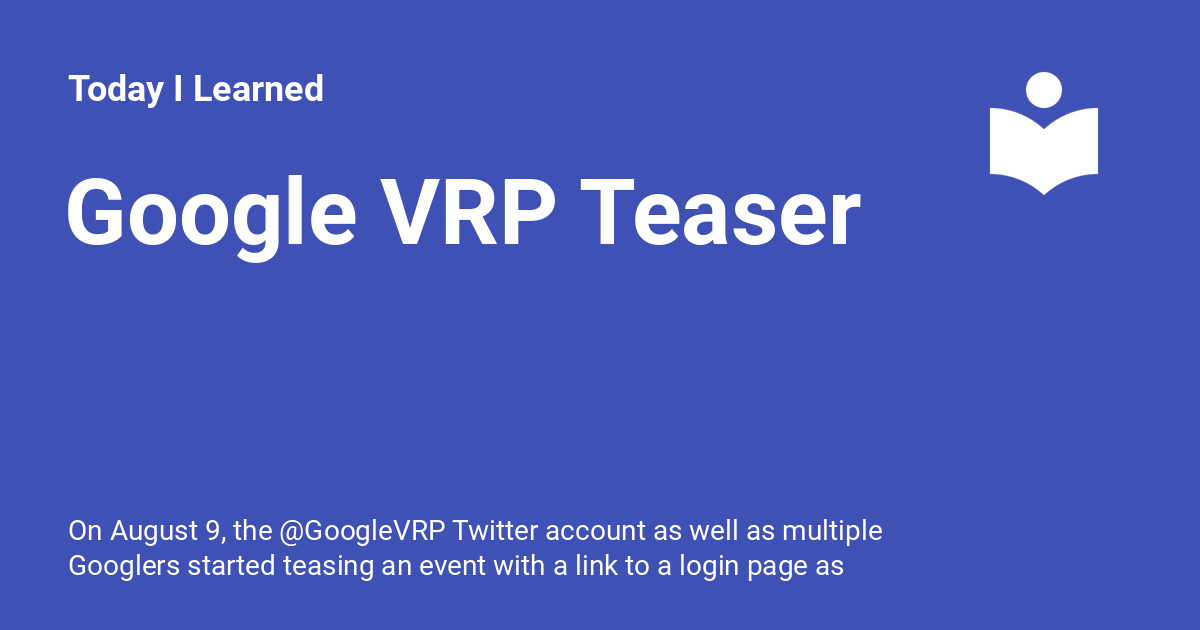 Today I Learned
Google VRP Teaser
On August 9, the @GoogleVRP Twitter account as well as multiple
Googlers started teasing an event with a link to a login page as